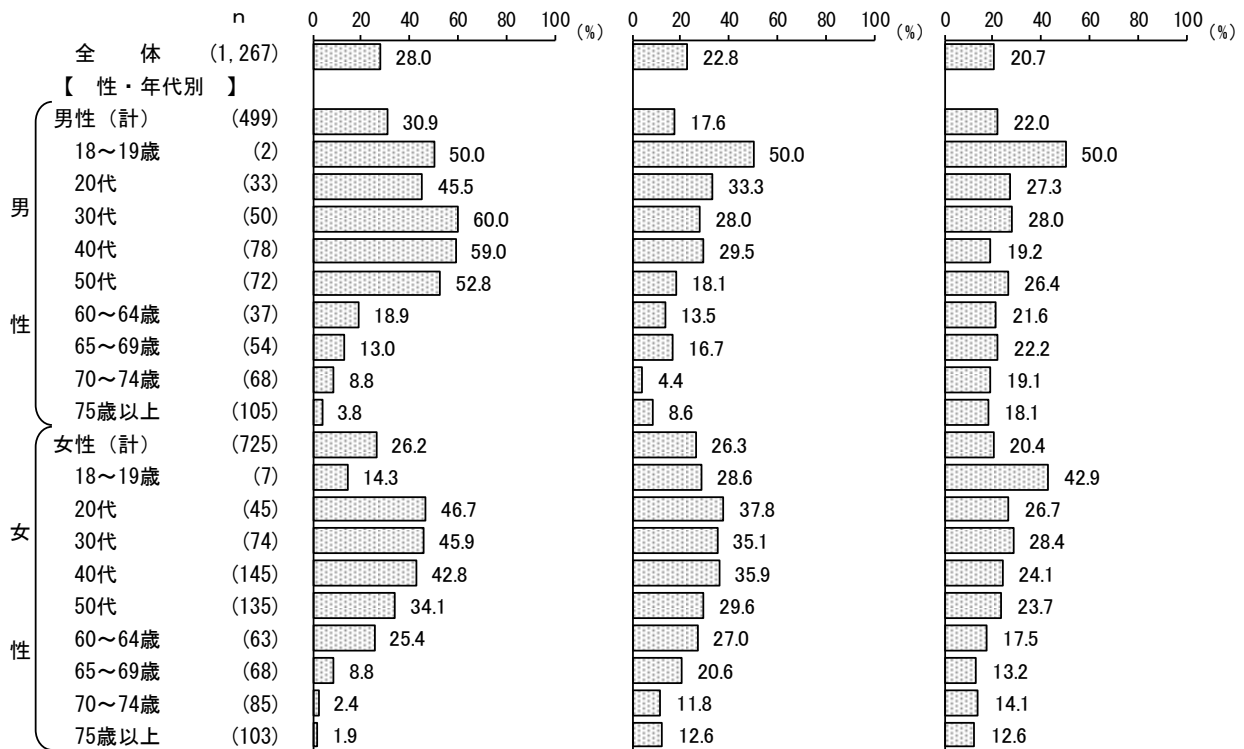 n 0 20 40 60 80 100 (%) 0 20 40 60 80 100 (%) 0 20 40 60 80 100 (%)
全 体 (1,267) 28.0 22.8 20.7
【 性・年代別 】
男性(計) (499) 30.9 17.6 22.0
18～19歳 (2) 50.0 50.0 50.0
20代 (33) 45.5 33.3 27.3
30代 (50) 60.0 28.0 28.0
40代 (78) 59.0 29.5 19.2
50代 (72) 52.8 18.1 26.4
60～64歳 (37) 18.9 13.5 21.6
65～69歳 (54) 13.0 16.7 22.2
70～74歳 (68) 8.8 4.4 19.1
75歳以上 (105) 3.8 8.6 18.1
男性
女性(計) (725) 26.2 26.3 20.4
18～19歳 (7) 14.3 28.6 42.9
20代 (45) 46.7 37.8 26.7
30代 (74) 45.9 35.1 28.4
40代 (145) 42.8 35.9 24.1
50代 (135) 34.1 29.6 23.7
60～64歳 (63) 25.4 27.0 17.5
65～69歳 (68) 8.8 20.6 13.2
70～74歳 (85) 2.4 11.8 14.1
75歳以上 (103) 1.9 12.6 12.6
女性